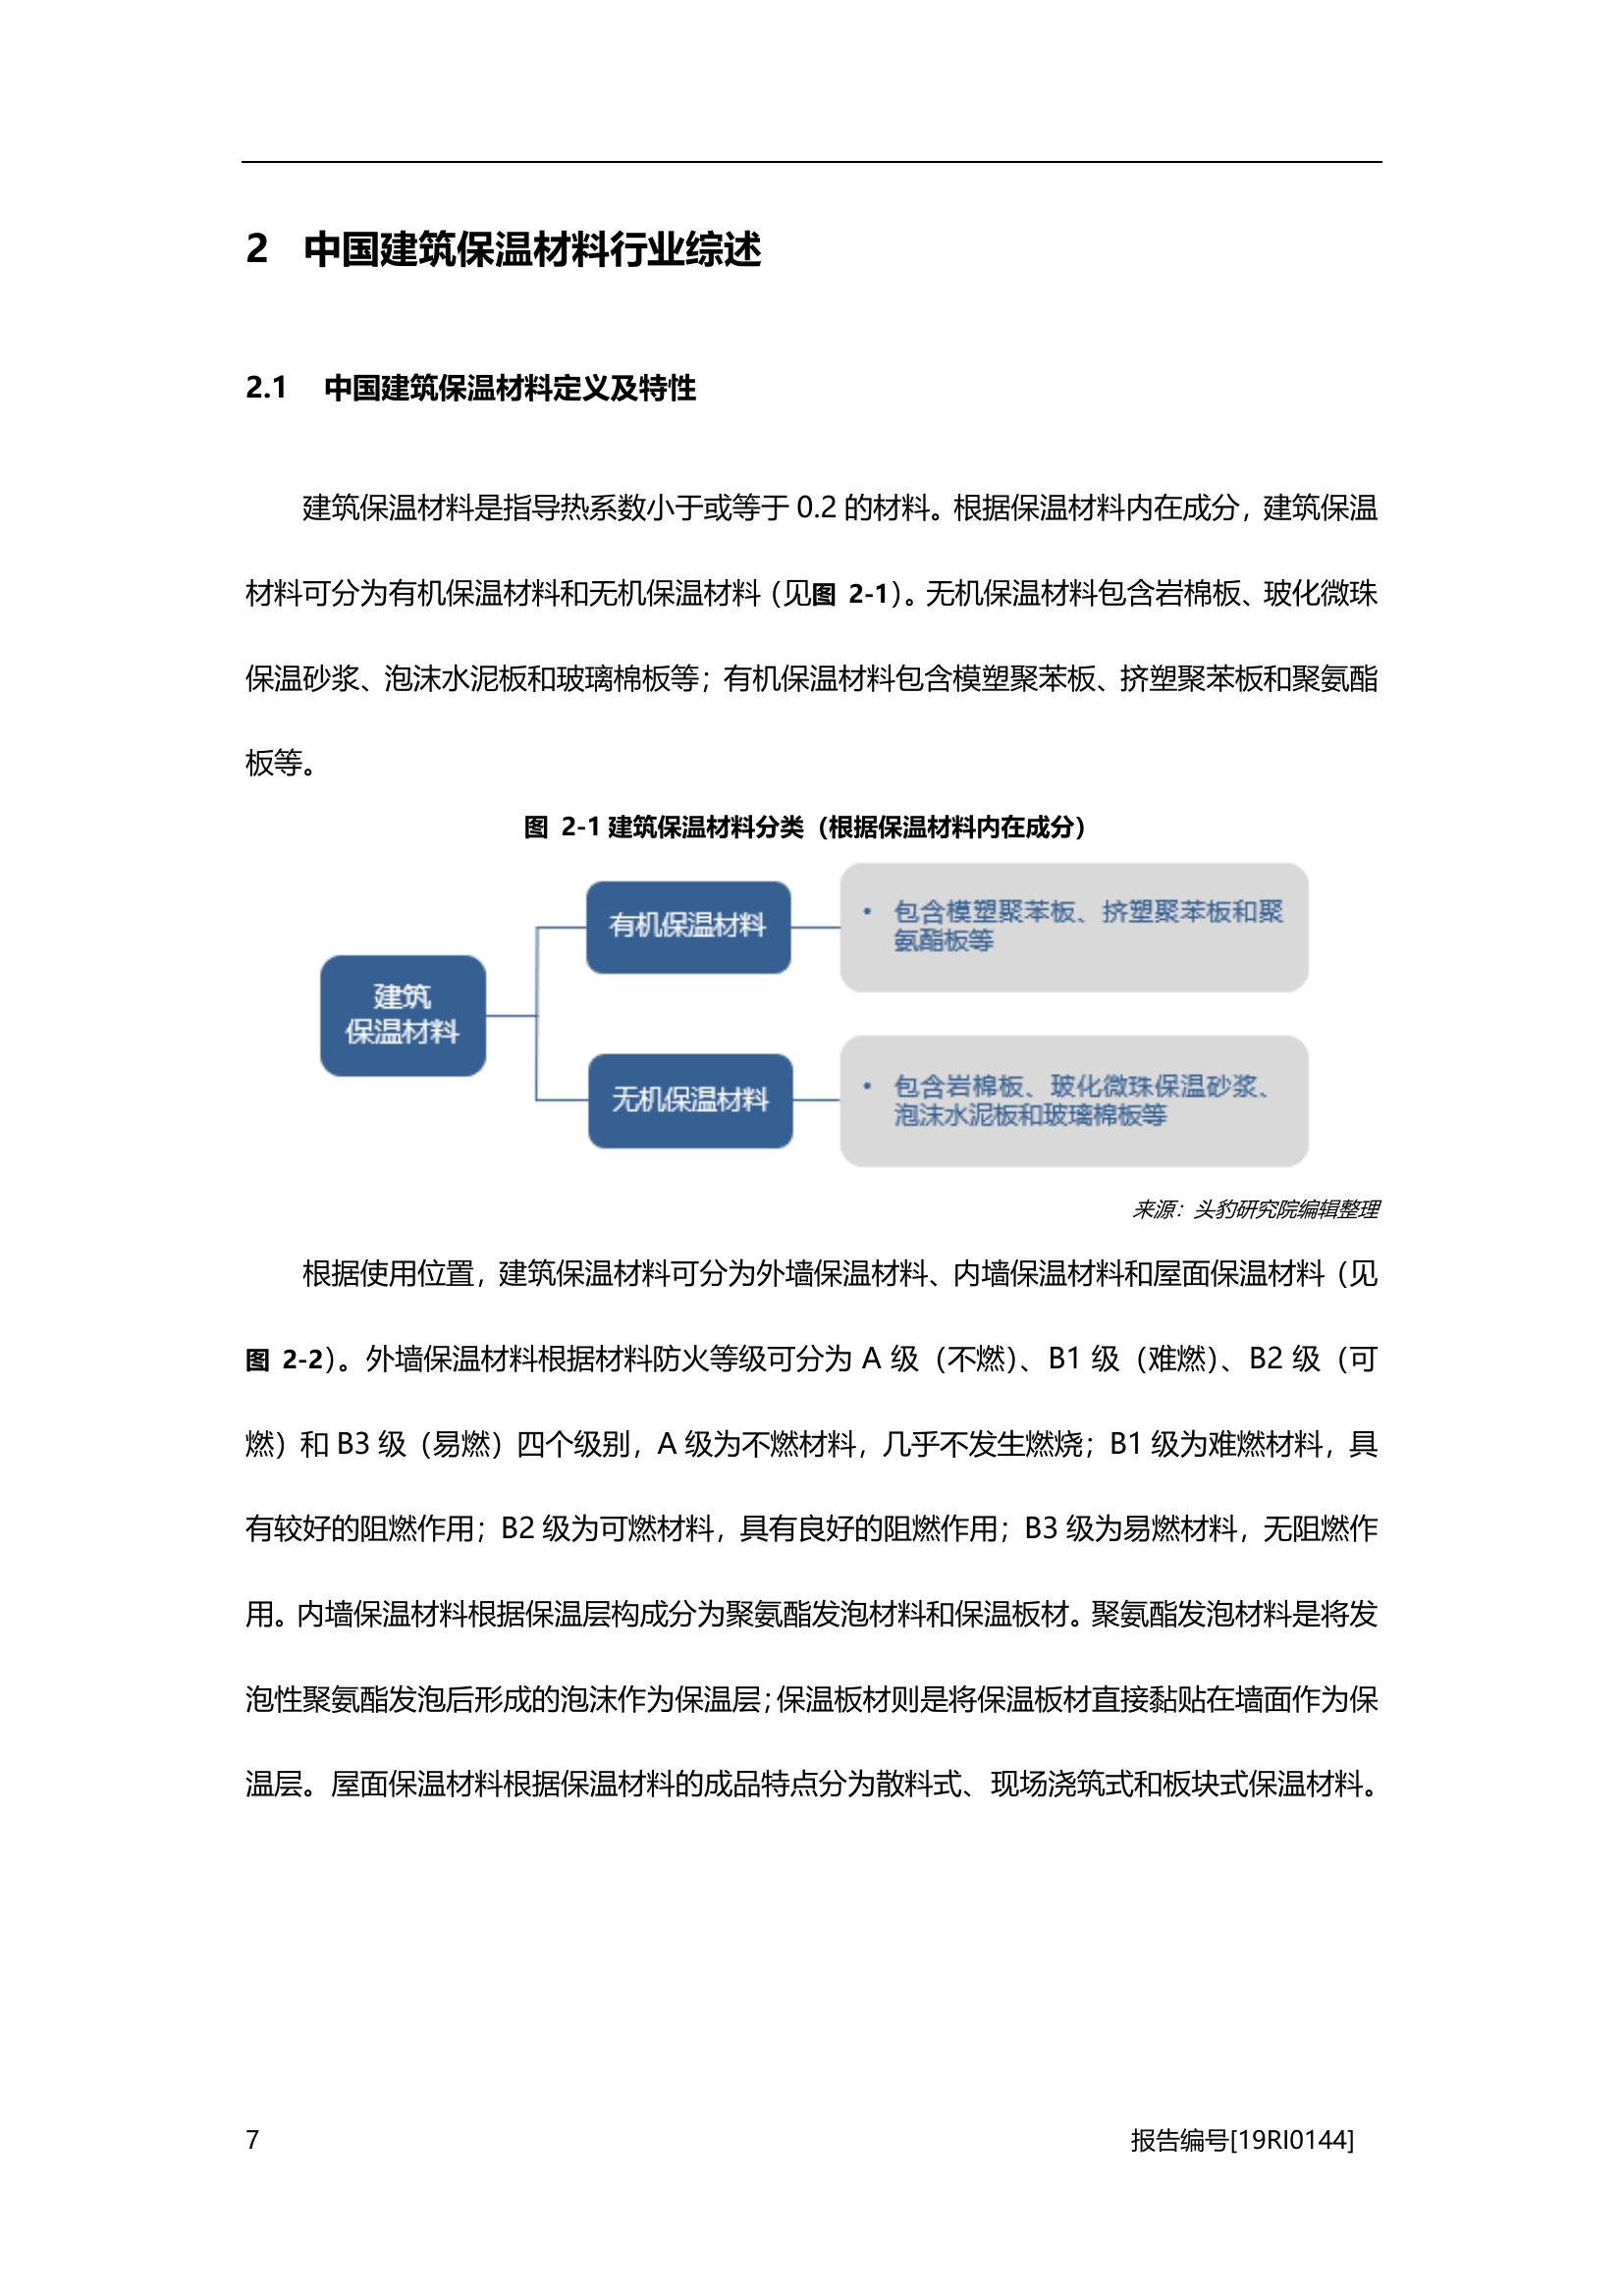 2 中国建筑保温材料行业综述
2.1 中国建筑保温材料定义及特性
建筑保温材料是指导热系数小于或等于 0.2 的材料。根据保温材料内在成分，建筑保温
材料可分为有机保温材料和无机保温材料（见图 2-1）。无机保温材料包含岩棉板、玻化微珠
保温砂浆、泡沫水泥板和玻璃棉板等；有机保温材料包含模塑聚苯板、挤塑聚苯板和聚氨酯
板等。
图 2-1 建筑保温材料分类（根据保温材料内在成分）
建筑
保温材料
有机保温材料
• 包含模塑聚苯板、挤塑聚苯板和聚
氨酯板等
无机保温材料
• 包含岩棉板、玻化微珠保温砂浆、
泡沫水泥板和玻璃棉板等
来源：头豹研究院编辑整理
根据使用位置，建筑保温材料可分为外墙保温材料、内墙保温材料和屋面保温材料（见
图 2-2）。外墙保温材料根据材料防火等级可分为 A 级（不燃）、B1 级（难燃）、B2 级（可
燃）和 B3 级（易燃）四个级别，A 级为不燃材料，几乎不发生燃烧；B1 级为难燃材料，具
有较好的阻燃作用；B2 级为可燃材料，具有良好的阻燃作用；B3 级为易燃材料，无阻燃作
用。内墙保温材料根据保温层构成分为聚氨酯发泡材料和保温板材。聚氨酯发泡材料是将发
泡性聚氨酯发泡后形成的泡沫作为保温层；保温板材则是将保温板材直接黏贴在墙面作为保
温层。屋面保温材料根据保温材料的成品特点分为散料式、现场浇筑式和板块式保温材料。
7
报告编号[19RI0144]